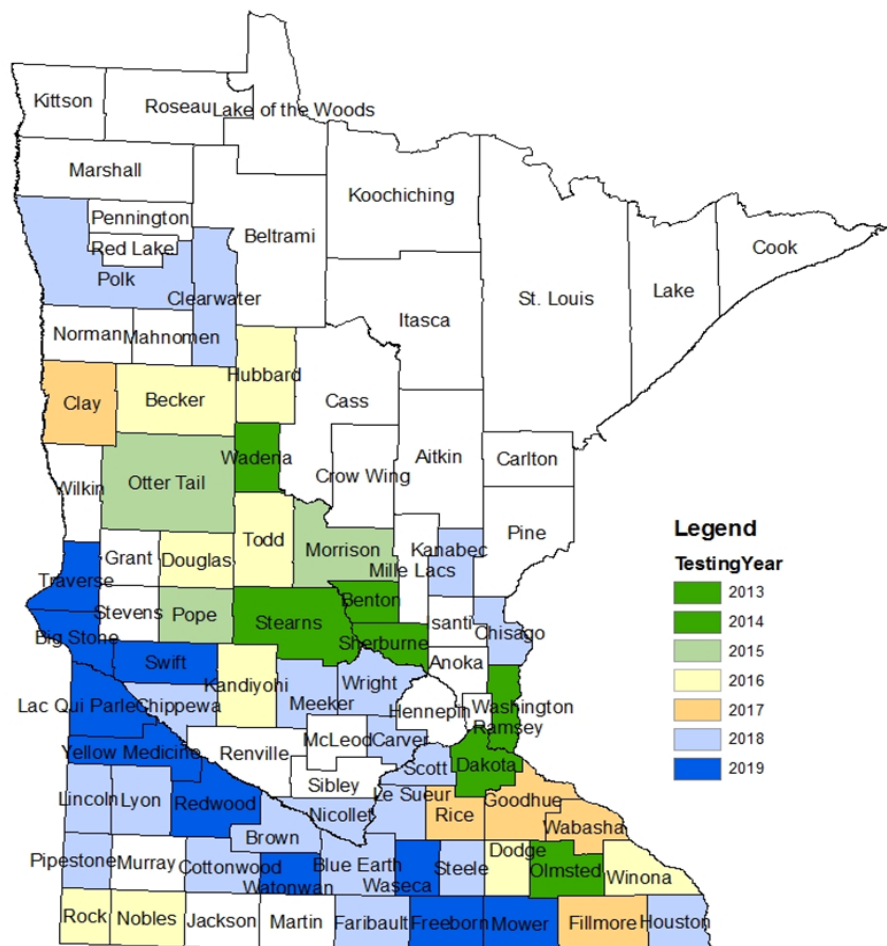 Kittson
Roseau
Lake of the Woods
Marshall
Koochiching
Pennington
Beltrami
Red Lake
Cook
Polk
Clearwater
St. Louis
Lake
Itasca
Norman
Mahnomen
Hubbard
Cass
Clay
Becker
Wadena
Aitkin
Carlton
Crow Wing
Otter Tail
Wilkin
Pine
Todd
Morrison
Kanabec
Grant
Douglas
Mille Lacs
Traverse
Benton
Stevens
Pope
Stearns
santi
Chisago
Big Stone
Sherburne
Swift
Anoka
Kandiyohi
Wright
Lac Qui Parle
Chippewa
Meeker
Hennepin
Washington
Ramsey
McLeod
Carver
Yellow Medicine
Renville
Dakota
Scott
Sibley
Lincoln
Lyon
Redwood
Le Sueur
Goodhue
Nicollet
Rice
Wabasha
Brown
Dodge
Pipestone
Murray
Cottonwood
Blue Earth
Steele
Olmsted
Watonwan
Waseca
Winona
Rock
Nobles
Jackson
Martin
Faribault
Freeborn
Mower
Fillmore
Houston
Legend
TestingYear
2013
2014
2015
2016
2017
2018
2019